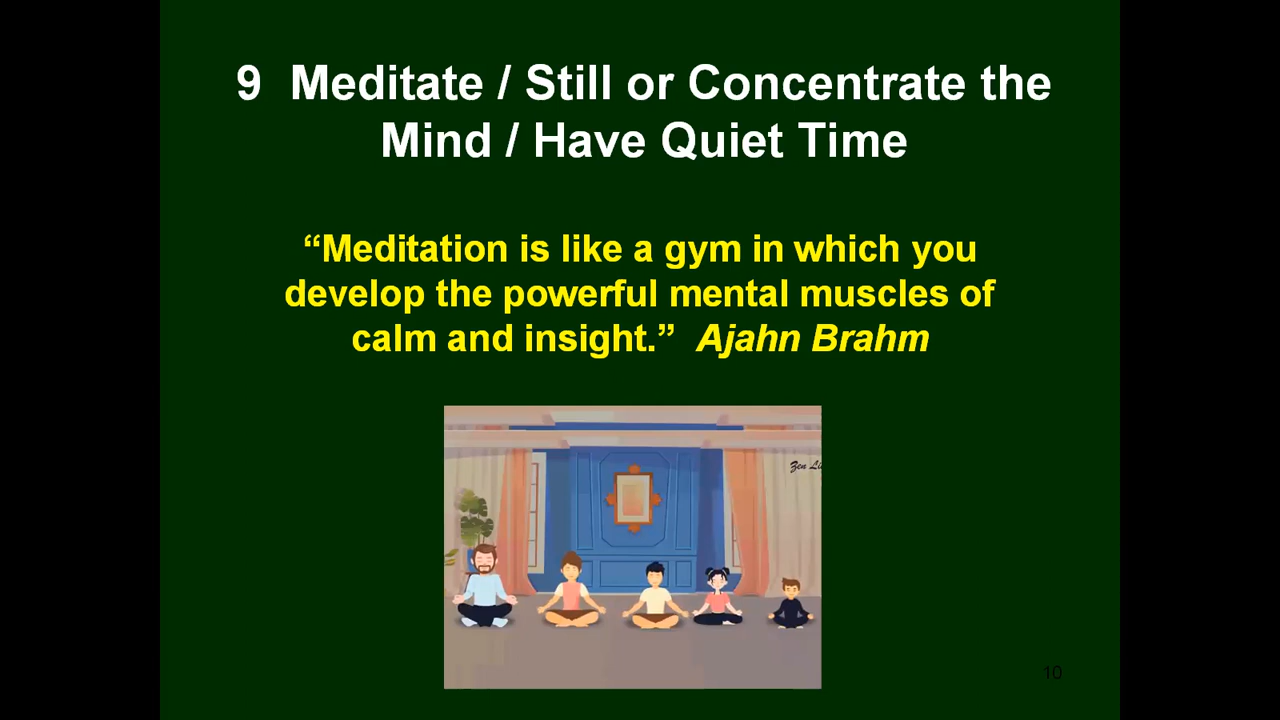 9  Meditate / Still or Concentrate the
Mind / Have Quiet Time
“Meditation is like a gym in which you
develop the powerful mental muscles of
calm and insight.”  Ajahn Brahm
Zen
10